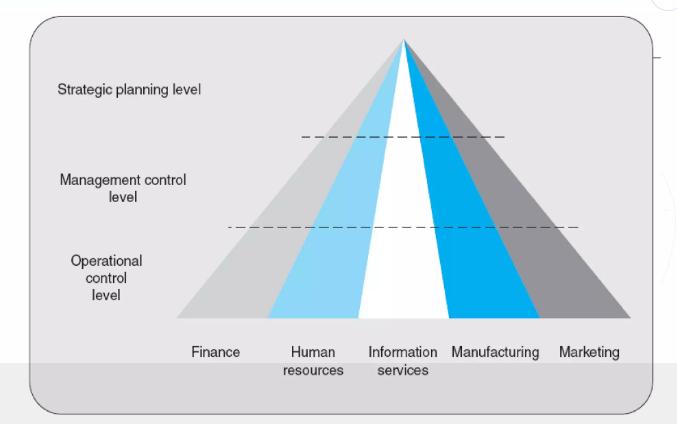 Strategic planning level
Management control
level
Operational
control
level
Finance
Human
resources
Information
services
Manufacturing
Marketing